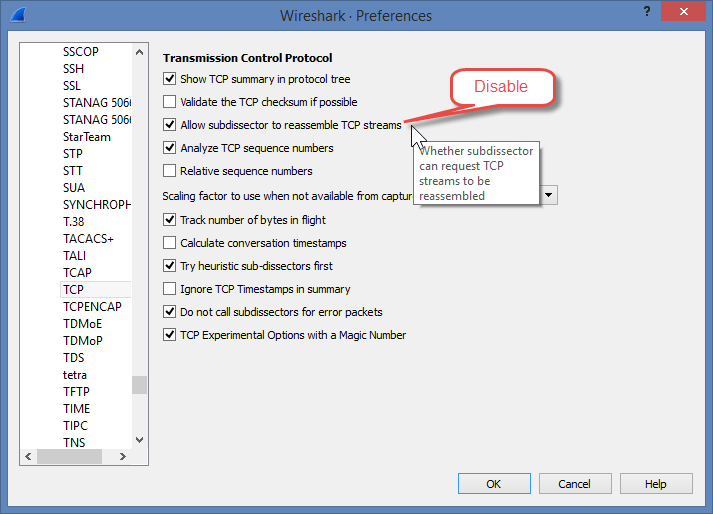 Wireshark · Preferences
?
SSCOP
SSH
SSL
STANAG 506
STANAG 506
StarTeam
STP
STT
SUA
SYNCHROPH
T.38
TACACS+
TALI
TCAP
TCP
TCPENCAP
TDMoE
TDMoP
TDS
tetra
TFTP
TIME
TIPC
TNS
Transmission Control Protocol
Show TCP summary in protocol tree
Validate the TCP checksum if possible
Allow subdissector to reassemble TCP streams
Analyze TCP sequence numbers
Relative sequence numbers
Scaling factor to use when not available from captur
Track number of bytes in flight
Calculate conversation timestamps
Try heuristic sub-dissectors first
Ignore TCP Timestamps in summary
Do not call subdissectors for error packets
TCP Experimental Options with a Magic Number
Disable
Whether subdissector
can request TCP
streams to be
reassembled
OK
Cancel
Help